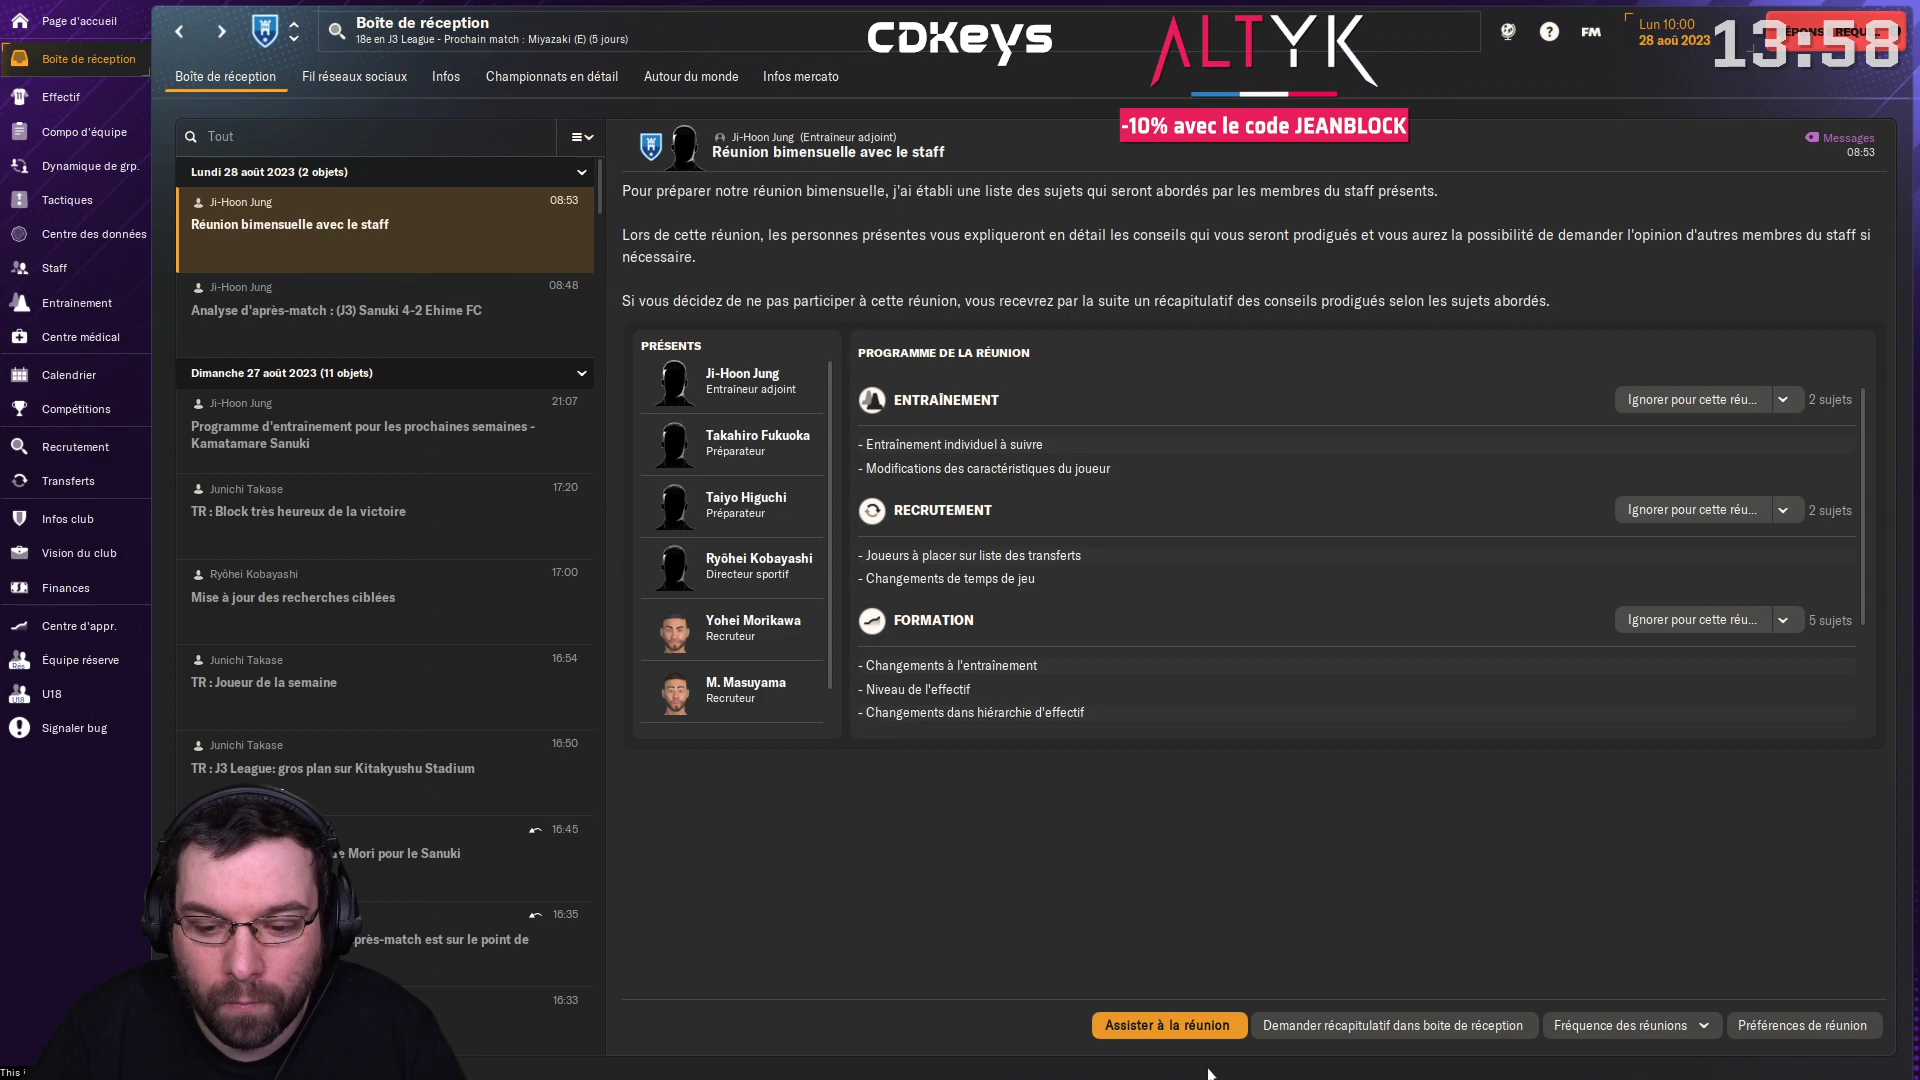 Page d'accueil
Boîte de réception
Effectif
Compo d'équipe
Dynamique de grp.
Tactiques
Centre des données
Staff
Entraînement
Centre médical
Calendrier
Compétitions
Recrutement
Transferts
Infos club
Vision du club
Finances
Centre d'appr.
Équipe réserve
U18
Signaler bug
Boîte de réception
18e en J3 League - Prochain match : Miyazaki (E) (5 jours)
CDKeys
ALTYK
-10% avec le code JEANBLOCK
FM
Lun 10:00
28 aoû 2023
13:58
Boîte de réception
Fil réseaux sociaux
Infos
Championnats en détail
Autour du monde
Infos mercato
Tout
Lundi 28 août 2023 (2 objets)
Ji-Hoon Jung 08:53
Réunion bimensuelle avec le staff
Ji-Hoon Jung 08:48
Analyse d'après-match : (J3) Sanuki 4-2 Ehime FC
Dimanche 27 août 2023 (11 objets)
Ji-Hoon Jung 21:07
Programme d'entraînement pour les prochaines semaines -
Kamatamare Sanuki
Junichi Takase 17:20
TR : Block très heureux de la victoire
Ryôhei Kobayashi 17:00
Mise à jour des recherches ciblées
Junichi Takase 16:54
TR : Joueur de la semaine
Junichi Takase 16:50
TR : J3 League: gros plan sur Kitakyushu Stadium
16:45
Mori pour le Sanuki
16:35
près-match est sur le point de
16:33
Ji-Hoon Jung (Entraîneur adjoint)
Réunion bimensuelle avec le staff
Messages
08:53
Pour préparer notre réunion bimensuelle, j'ai établi une liste des sujets qui seront abordés par les membres du staff présents.
Lors de cette réunion, les personnes présentes vous expliqueront en détail les conseils qui vous seront prodigués et vous aurez la possibilité de demander l'opinion d'autres membres du staff si
nécessaire.
Si vous décidez de ne pas participer à cette réunion, vous recevrez par la suite un récapitulatif des conseils prodigués selon les sujets abordés.
PRÉSENTS
Ji-Hoon Jung
Entraîneur adjoint
Takahiro Fukuoka
Préparateur
Taiyo Higuchi
Préparateur
Ryôhei Kobayashi
Directeur sportif
Yohei Morikawa
Recruteur
M. Masuyama
Recruteur
PROGRAMME DE LA RÉUNION
ENTRAÎNEMENT
Ignorer pour cette réu... 2 sujets
- Entraînement individuel à suivre
- Modifications des caractéristiques du joueur
RECRUTEMENT
Ignorer pour cette réu... 2 sujets
- Joueurs à placer sur liste des transferts
- Changements de temps de jeu
FORMATION
Ignorer pour cette réu... 5 sujets
- Changements à l'entraînement
- Niveau de l'effectif
- Changements dans hiérarchie d'effectif
Assister à la réunion
Demander récapitulatif dans boite de réception
Fréquence des réunions
Préférences de réunion
This